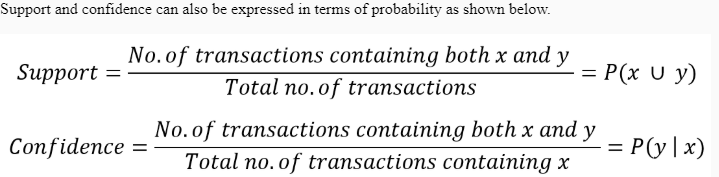 Support and confidence can also be expressed in terms of probability as shown below.
Support = No. of transactions containing both x and y / Total no. of transactions = P(x ∪ y)
Confidence = No. of transactions containing both x and y / Total no. of transactions containing x = P(y | x)